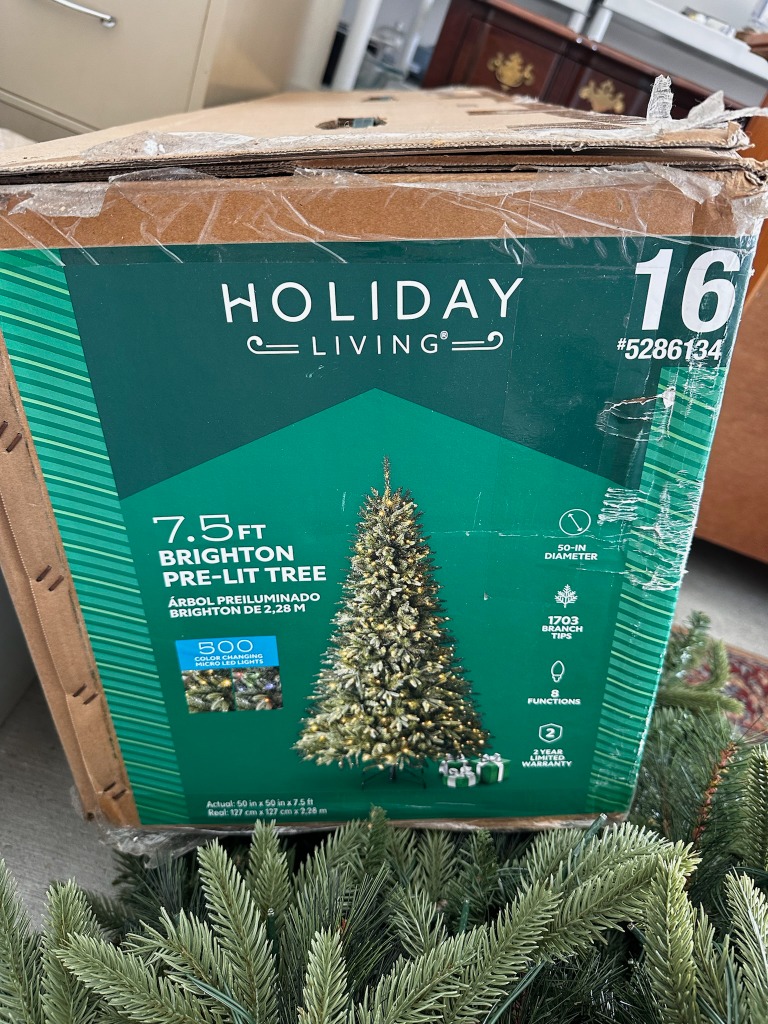 HOLIDAY
LIVING®
16
#5286134
7.5 FT
BRIGHTON
PRE-LIT TREE
ÁRBOL PREILUMINADO
BRIGHTON DE 2,28 M
500
COLOR CHANGING
MICRO LED LIGHTS
50-IN
DIAMETER
1703
BRANCH
TIPS
8
FUNCTIONS
2
2 YEAR
LIMITED
WARRANTY
Actual: 50 in x 50 in x 7.5 ft
Real: 127 cm x 127 cm x 2,28 m